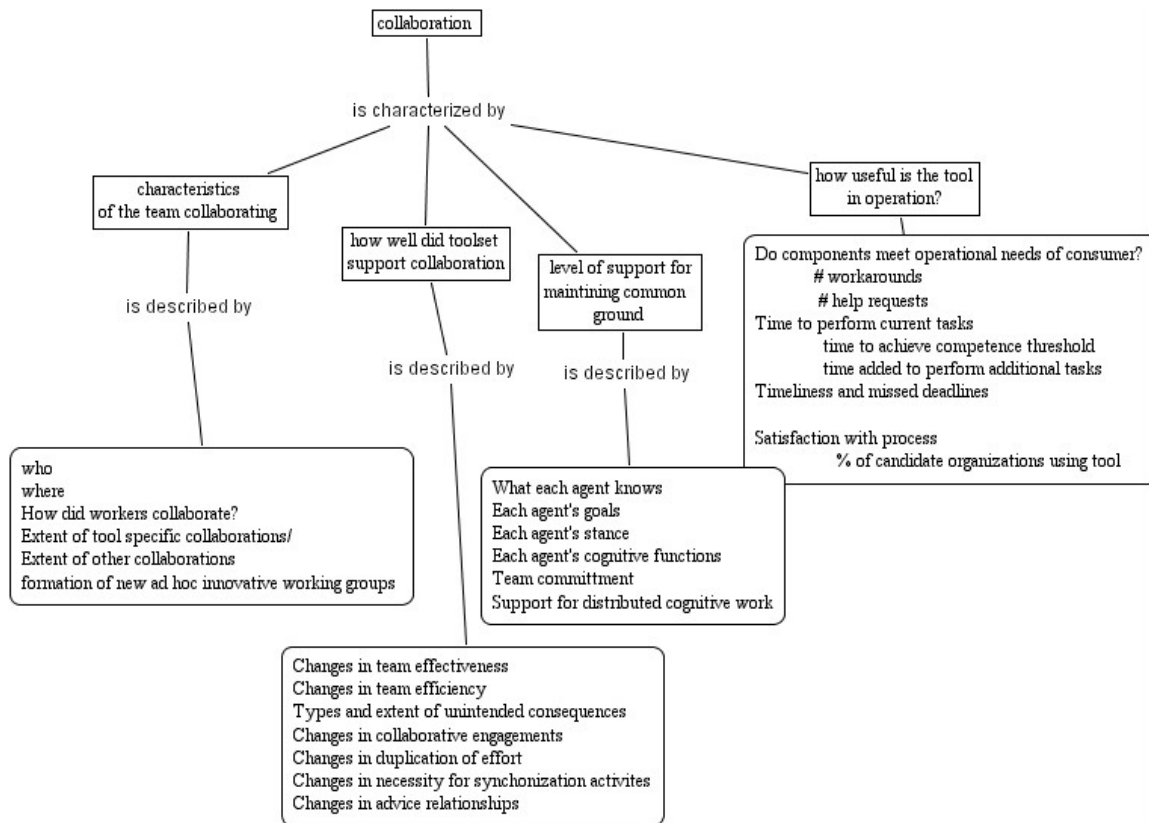 collaboration
is characterized by
characteristics
of the team collaborating
how well did toolset
support collaboration
level of support for
maintining common
ground
how useful is the tool
in operation?
is described by
is described by
is described by
Do components meet operational needs of consumer?
# workarounds
# help requests
Time to perform current tasks
time to achieve competence threshold
time added to perform additional tasks
Timeliness and missed deadlines
Satisfaction with process
% of candidate organizations using tool
who
where
How did workers collaborate?
Extent of tool specific collaborations/
Extent of other collaborations
formation of new ad hoc innovative working groups
What each agent knows
Each agent's goals
Each agent's stance
Each agent's cognitive functions
Team committment
Support for distributed cognitive work
Changes in team effectiveness
Changes in team efficiency
Types and extent of unintended consequences
Changes in collaborative engagements
Changes in duplication of effort
Changes in necessity for synchonization activites
Changes in advice relationships